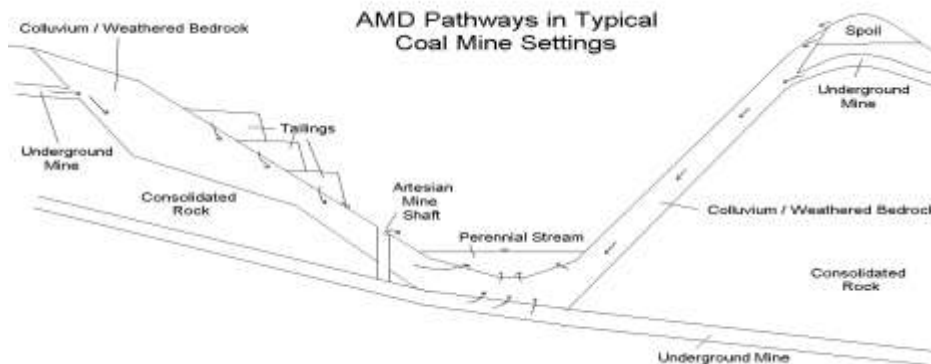 AMD Pathways in Typical
Coal Mine Settings
Colluvium / Weathered Bedrock
Spoil
Underground
Mine
Tailings
Underground
Mine
Consolidated
Rock
Artesian
Mine
Shaft
Perennial Stream
Colluvium / Weathered Bedrock
Consolidated
Rock
Underground Mine